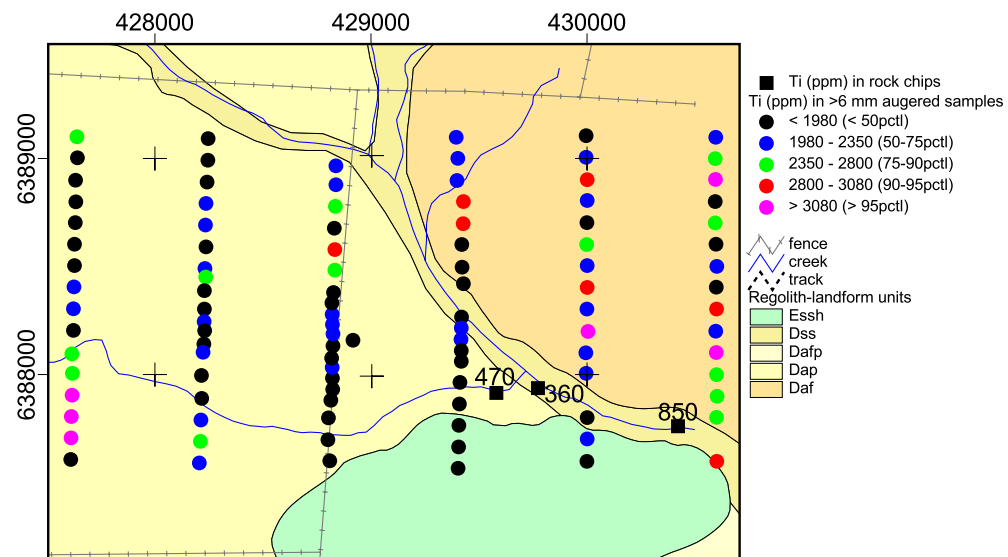 428000 429000 430000
6389000
6388000
470
360
850
Ti (ppm) in rock chips
Ti (ppm) in >6 mm augered samples
< 1980 (< 50pctl)
1980 - 2350 (50-75pctl)
2350 - 2800 (75-90pctl)
2800 - 3080 (90-95pctl)
> 3080 (> 95pctl)
fence
creek
track
Regolith-landform units
Essh
Dss
Dafp
Dap
Daf